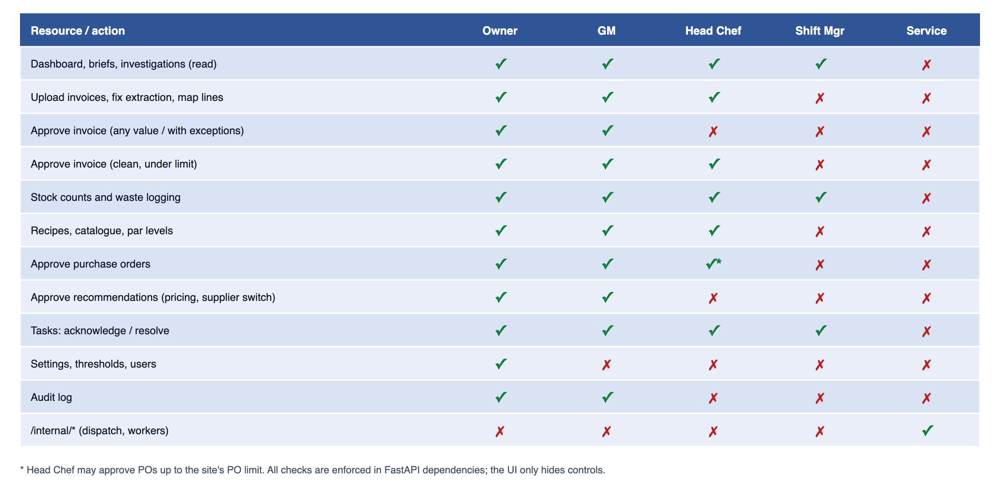 Resource / action Owner GM Head Chef Shift Mgr Service
Dashboard, briefs, investigations (read) ✓ ✓ ✓ ✓ ✗
Upload invoices, fix extraction, map lines ✓ ✓ ✓ ✗ ✗
Approve invoice (any value / with exceptions) ✓ ✓ ✗ ✗ ✗
Approve invoice (clean, under limit) ✓ ✓ ✓ ✗ ✗
Stock counts and waste logging ✓ ✓ ✓ ✓ ✗
Recipes, catalogue, par levels ✓ ✓ ✓ ✗ ✗
Approve purchase orders ✓ ✓ ✓* ✗ ✗
Approve recommendations (pricing, supplier switch) ✓ ✓ ✗ ✗ ✗
Tasks: acknowledge / resolve ✓ ✓ ✓ ✓ ✗
Settings, thresholds, users ✓ ✗ ✗ ✗ ✗
Audit log ✓ ✓ ✗ ✗ ✗
/internal/* (dispatch, workers) ✗ ✗ ✗ ✗ ✓
* Head Chef may approve POs up to the site's PO limit. All checks are enforced in FastAPI dependencies; the UI only hides controls.